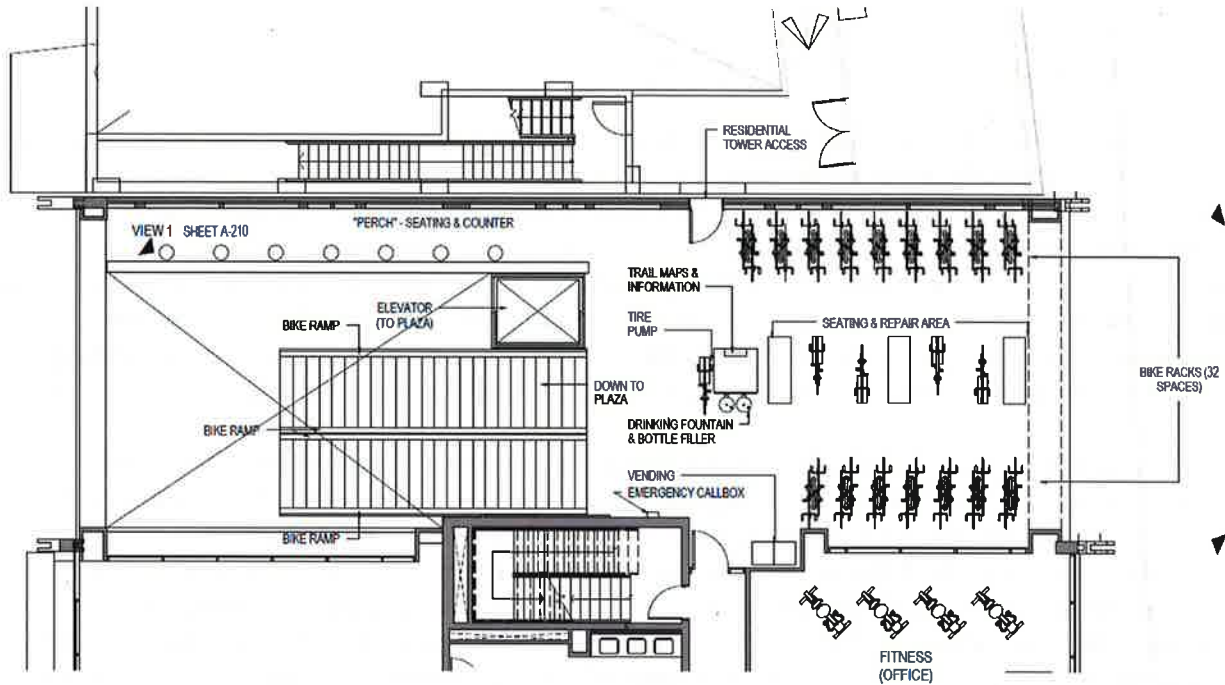 RESIDENTIAL
TOWER ACCESS
"PERCH" - SEATING & COUNTER
VIEW 1 SHEET A-210
TRAIL MAPS &
INFORMATION
ELEVATOR
(TO PLAZA)
BIKE RAMP
TIRE
PUMP
SEATING & REPAIR AREA
BIKE RACKS (32
SPACES)
DOWN TO
PLAZA
BIKE RAMP
DRINKING FOUNTAIN
& BOTTLE FILLER
VENDING
EMERGENCY CALLBOX
BIKE RAMP
FITNESS
(OFFICE)